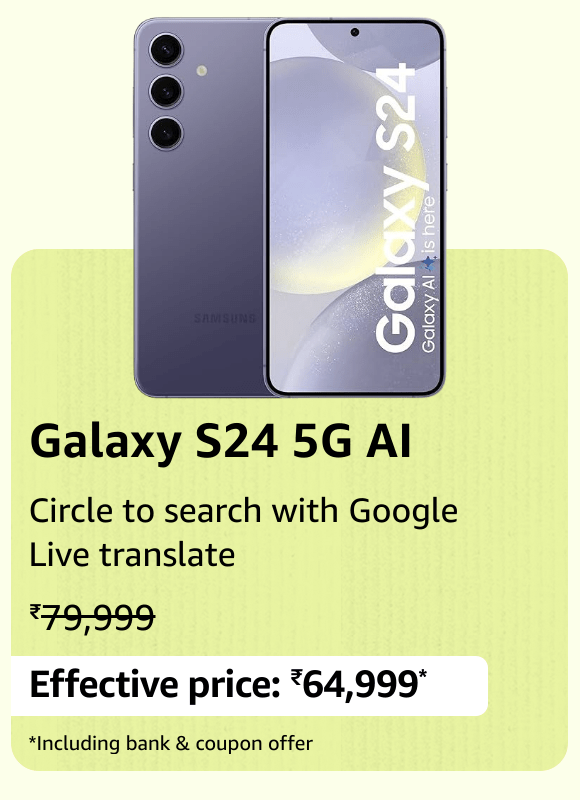 SAMSUNG
Galaxy S24
Galaxy AI ✦ is here
Galaxy S24 5G AI
Circle to search with Google
Live translate
₹79,999
Effective price: ₹64,999*
*Including bank & coupon offer